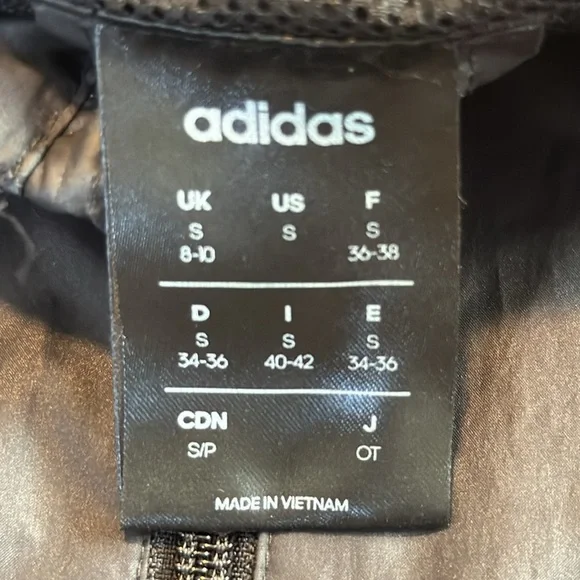 adidas
UK US F
S S S
8-10 36-38
D I E
S S S
34-36 40-42 34-36
CDN J
S/P OT
MADE IN VIETNAM